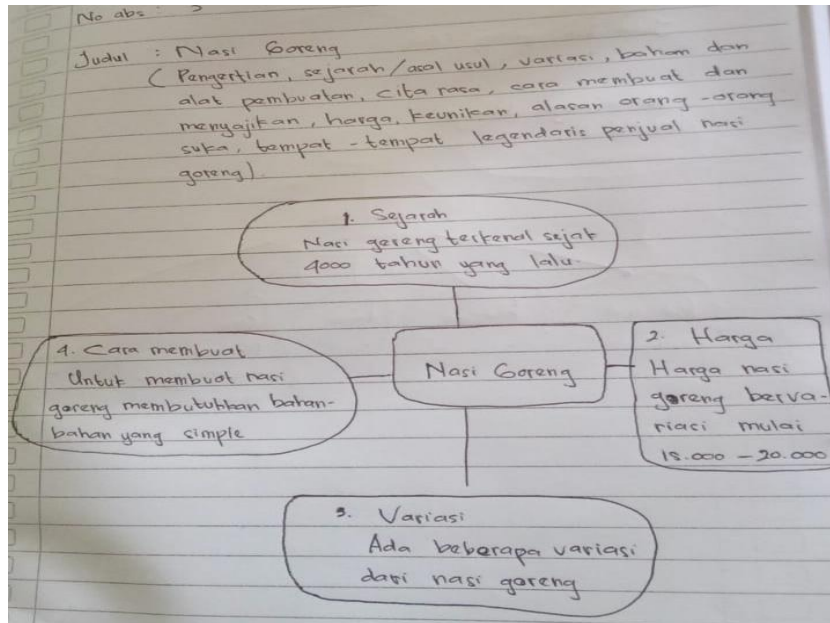 No abs :
Judul : Nasi Goreng
( Pengertian, sejarah/asal usul, variasi, bahan dan
alat pembuatan, cita rasa, cara membuat dan
menyajikan, harga, keunikan, alasan orang-orang
suka, tempat-tempat legendaris penjual nasi
goreng).
1. Sejarah
Nasi goreng terkenal sejak
4000 tahun yang lalu.
4. Cara membuat
Untuk membuat nasi
goreng membutuhkan bahan-
bahan yang simple
Nasi Goreng
2. Harga
Harga nasi
goreng berva-
riasi mulai
15.000 - 20.000
3. Variasi
Ada beberapa variasi
dari nasi goreng